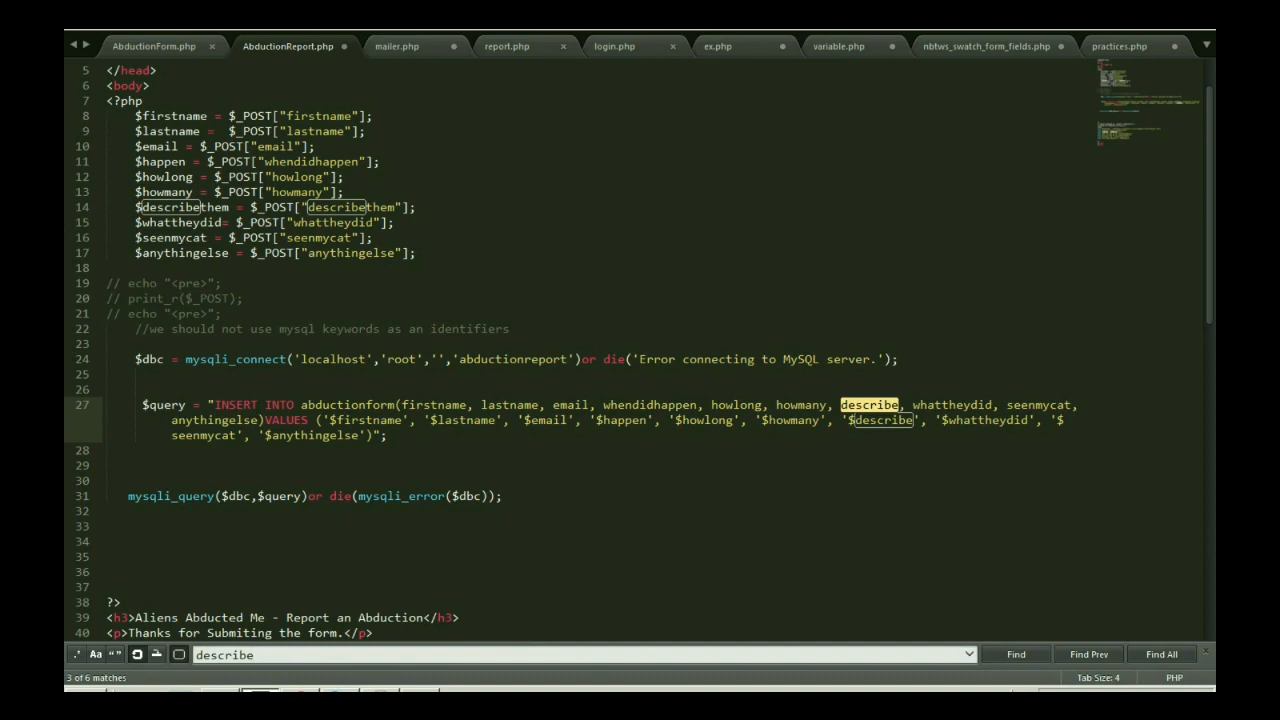 AbductionForm.php × AbductionReport.php mailer.php report.php × login.php × ex.php variable.php nbtws_swatch_form_fields.php practices.php
5 </head>
6 <body>
7 <?php
8 $firstname = $_POST["firstname"];
9 $lastname =  $_POST["lastname"];
10 $email = $_POST["email"];
11 $happen = $_POST["whendidhappen"];
12 $howlong = $_POST["howlong"];
13 $howmany = $_POST["howmany"];
14 $describethem = $_POST["describethem"];
15 $whattheydid= $_POST["whattheydid"];
16 $seenmycat = $_POST["seenmycat"];
17 $anythingelse = $_POST["anythingelse"];
18
19 // echo "<pre>";
20 // print_r($_POST);
21 // echo "<pre>";
22 //we should not use mysql keywords as an identifiers
23
24 $dbc = mysqli_connect('localhost','root','','abductionreport')or die('Error connecting to MySQL server.');
25
26
27 $query = "INSERT INTO abductionform(firstname, lastname, email, whendidhappen, howlong, howmany, describe, whattheydid, seenmycat,
anythingelse)VALUES ('$firstname', '$lastname', '$email', '$happen', '$howlong', '$howmany', '$describe', '$whattheydid', '$
seenmycat', '$anythingelse')";
28
29
30
31 mysqli_query($dbc,$query)or die(mysqli_error($dbc));
32
33
34
35
36
37
38 ?>
39 <h3>Aliens Abducted Me - Report an Abduction</h3>
40 <p>Thanks for Submiting the form.</p>
.* Aa “” describe Find Find Prev Find All ×
3 of 6 matches Tab Size: 4 PHP